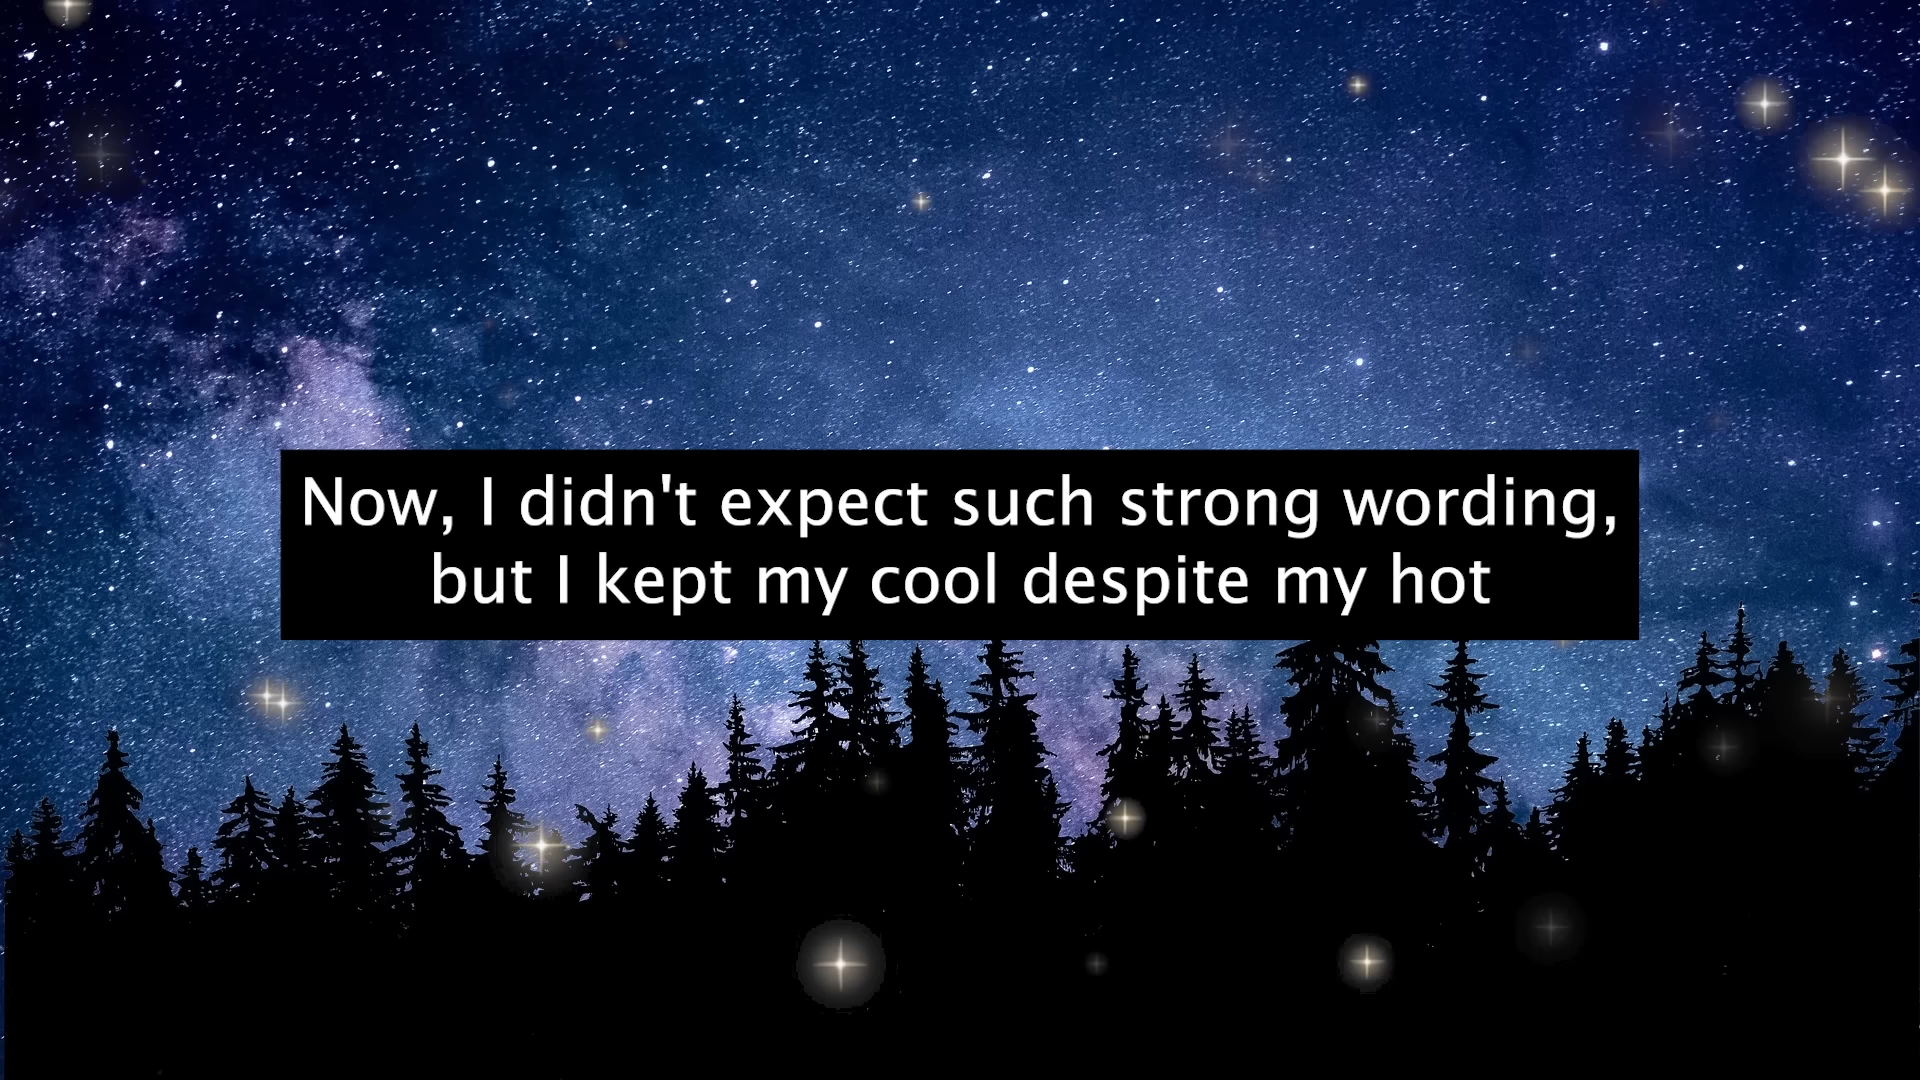 Now, I didn't expect such strong wording,
but I kept my cool despite my hot